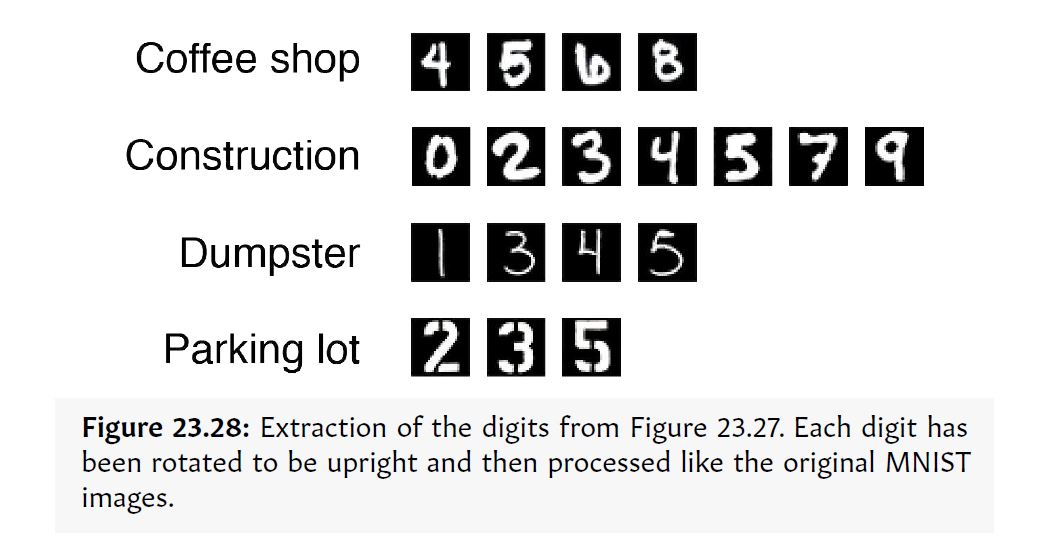 Coffee shop 4 5 6 8
Construction 0 2 3 4 5 7 9
Dumpster 1 3 4 5
Parking lot 2 3 5
Figure 23.28: Extraction of the digits from Figure 23.27. Each digit has
been rotated to be upright and then processed like the original MNIST
images.